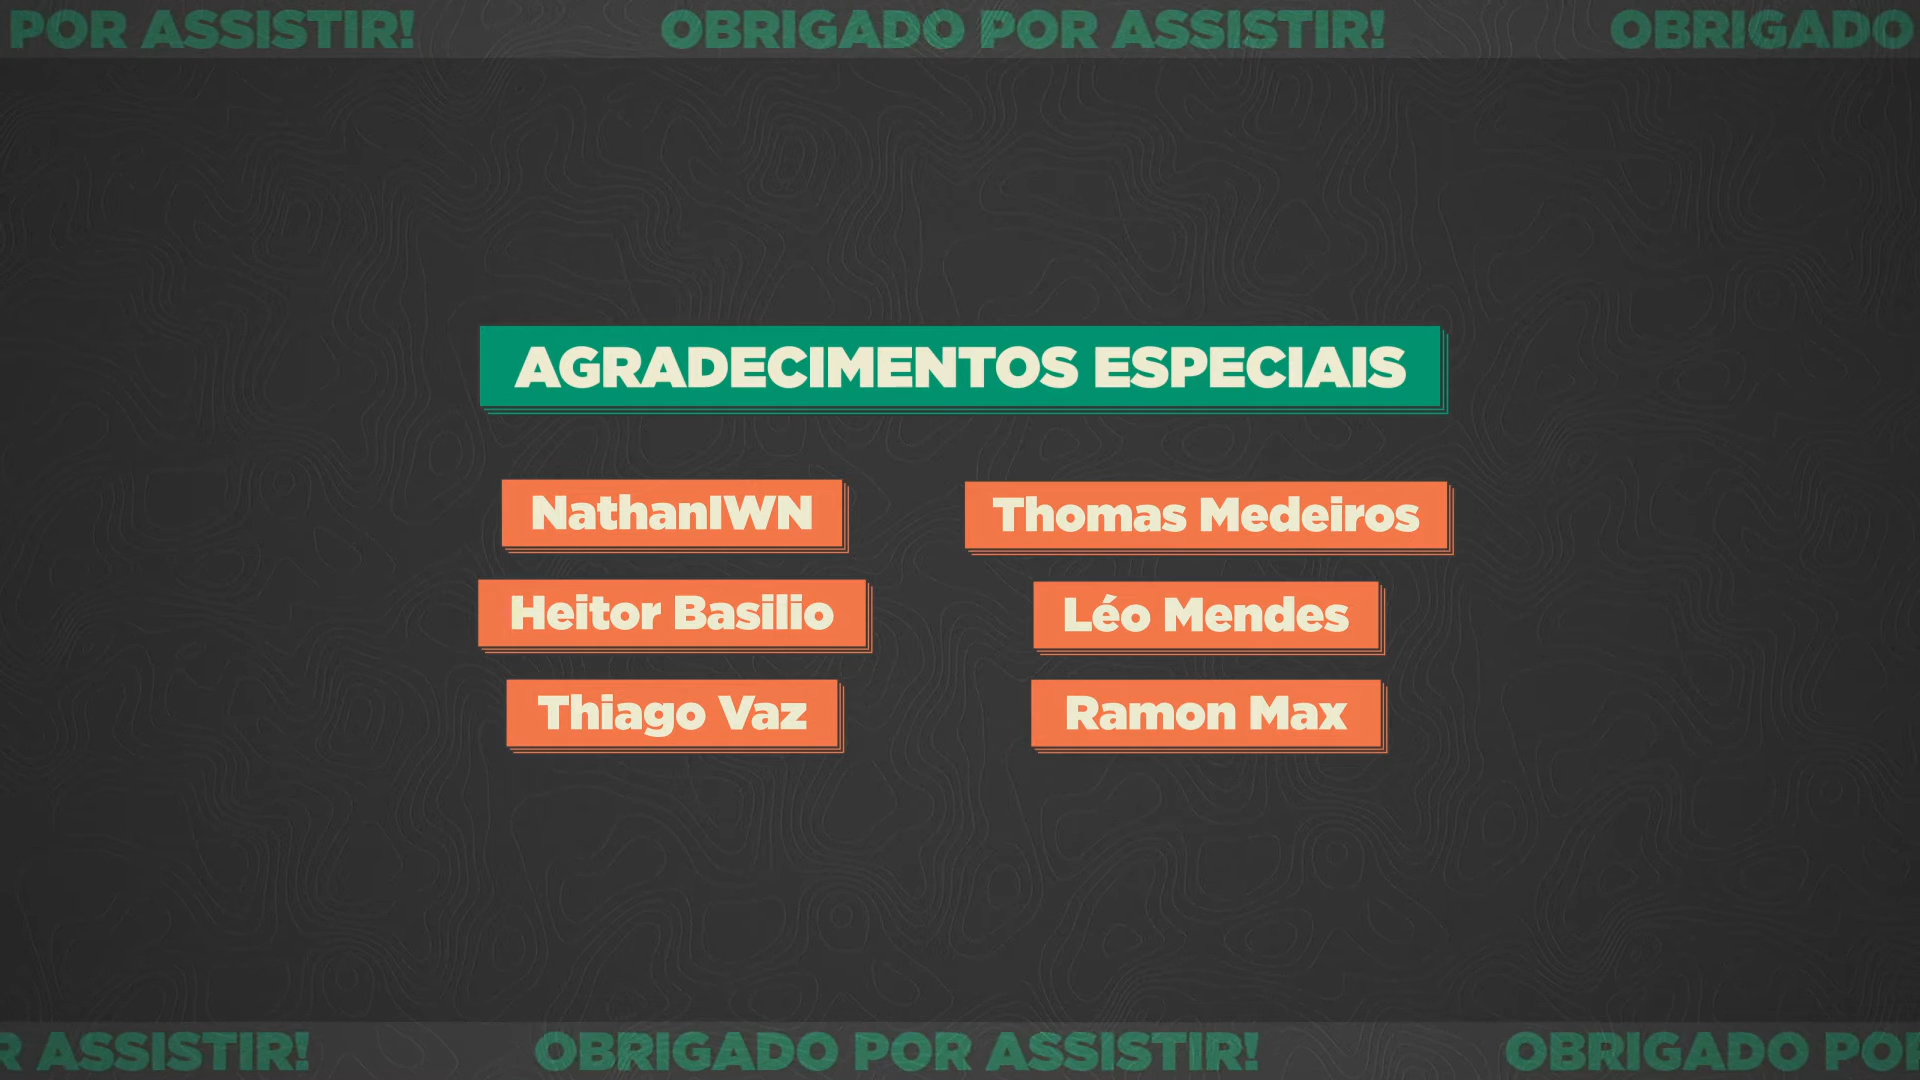 POR ASSISTIR! OBRIGADO POR ASSISTIR! OBRIGADO
AGRADECIMENTOS ESPECIAIS
NathanIWN
Thomas Medeiros
Heitor Basilio
Léo Mendes
Thiago Vaz
Ramon Max
R ASSISTIR! OBRIGADO POR ASSISTIR! OBRIGADO POR